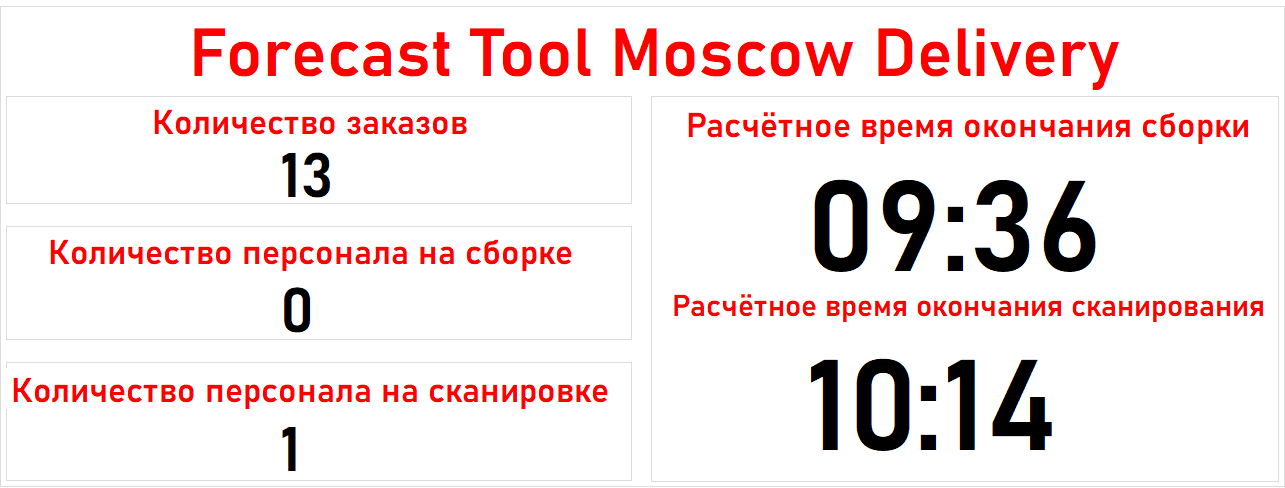 Forecast Tool Moscow Delivery
Количество заказов
13
Количество персонала на сборке
0
Количество персонала на сканировке
1
Расчётное время окончания сборки
09:36
Расчётное время окончания сканирования
10:14